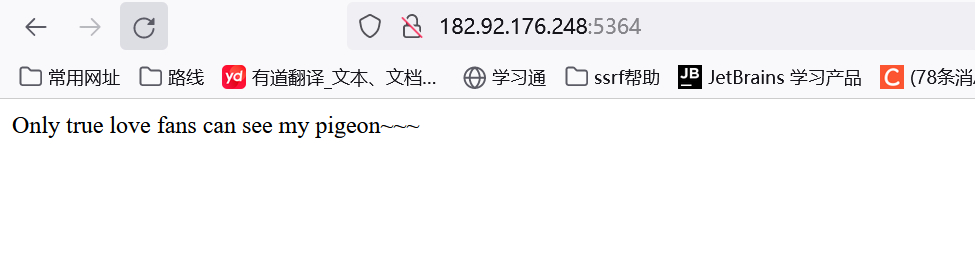 182.92.176.248:5364
常用网址 路线 yd 有道翻译_文本、文档... 学习通 ssrf帮助 JB JetBrains 学习产品 C (78条消
Only true love fans can see my pigeon~~~